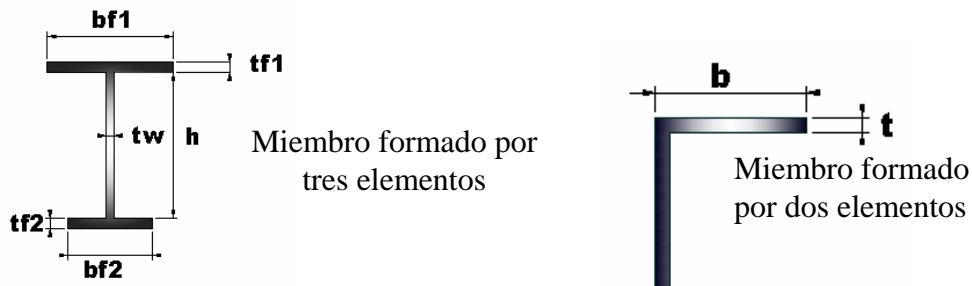 bf1
tf1
tw
h
Miembro formado por
tres elementos
tf2
bf2
b
t
Miembro formado
por dos elementos